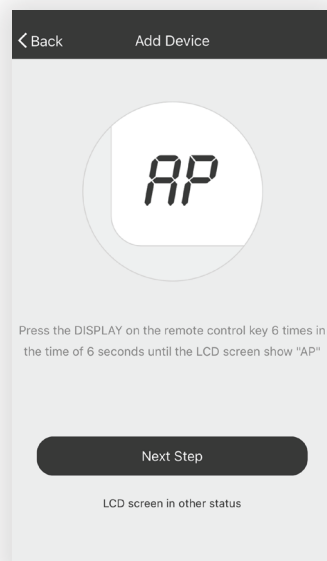 Back
Add Device
AP
Press the DISPLAY on the remote control key 6 times in
the time of 6 seconds until the LCD screen show "AP"
Next Step
LCD screen in other status